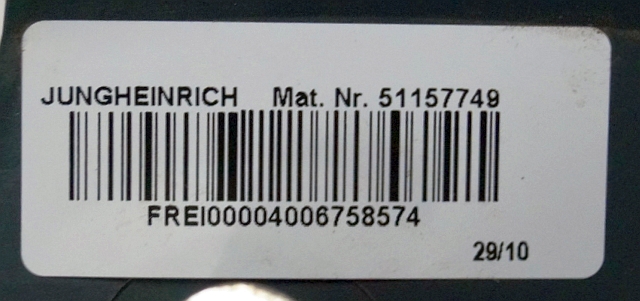 JUNGHEINRICH Mat. Nr. 51157749
FREI00004006758574
29/10